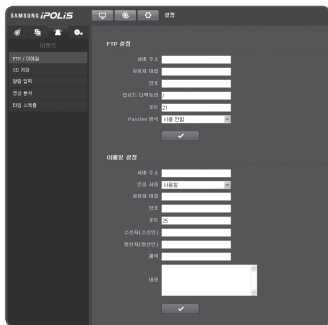 SAMSUNG iPOLiS
설정
이벤트
FTP / 이메일
SD 저장
알람 입력
영상 분석
타임 스케쥴
FTP 설정
서버 주소
사용자 이름
암호
업로드 디렉토리 /
포트 21
Passive 방식 사용 안함
이메일 설정
서버 주소
인증 사용 사용함
사용자 이름
암호
포트 25
수신자(수신인)
발신자(발신인)
제목
내용